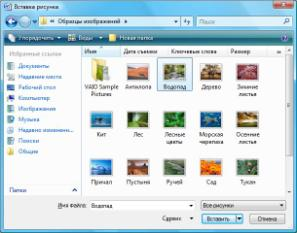 Вставка рисунка
« Образцы изображений
Поиск
Упорядочить Виды Новая папка
Избранные ссылки
Имя Дата съемки Ключевые слова Размер
Документы
Недавние места
Рабочий стол
Компьютер
Изображения
Музыка
Недавно изменен...
Поиски
Общие
Папки
VAIO Sample Pictures
Антилопа
Водопад
Дерево
Зимние листья
Кит
Лес
Лесные цветы
Морская черепаха
Осенние листья
Причал
Пустыня
Ручей
Сад
Тукан
Имя файла: Водопад
Все рисунки
Сервис
Вставить
Отмена